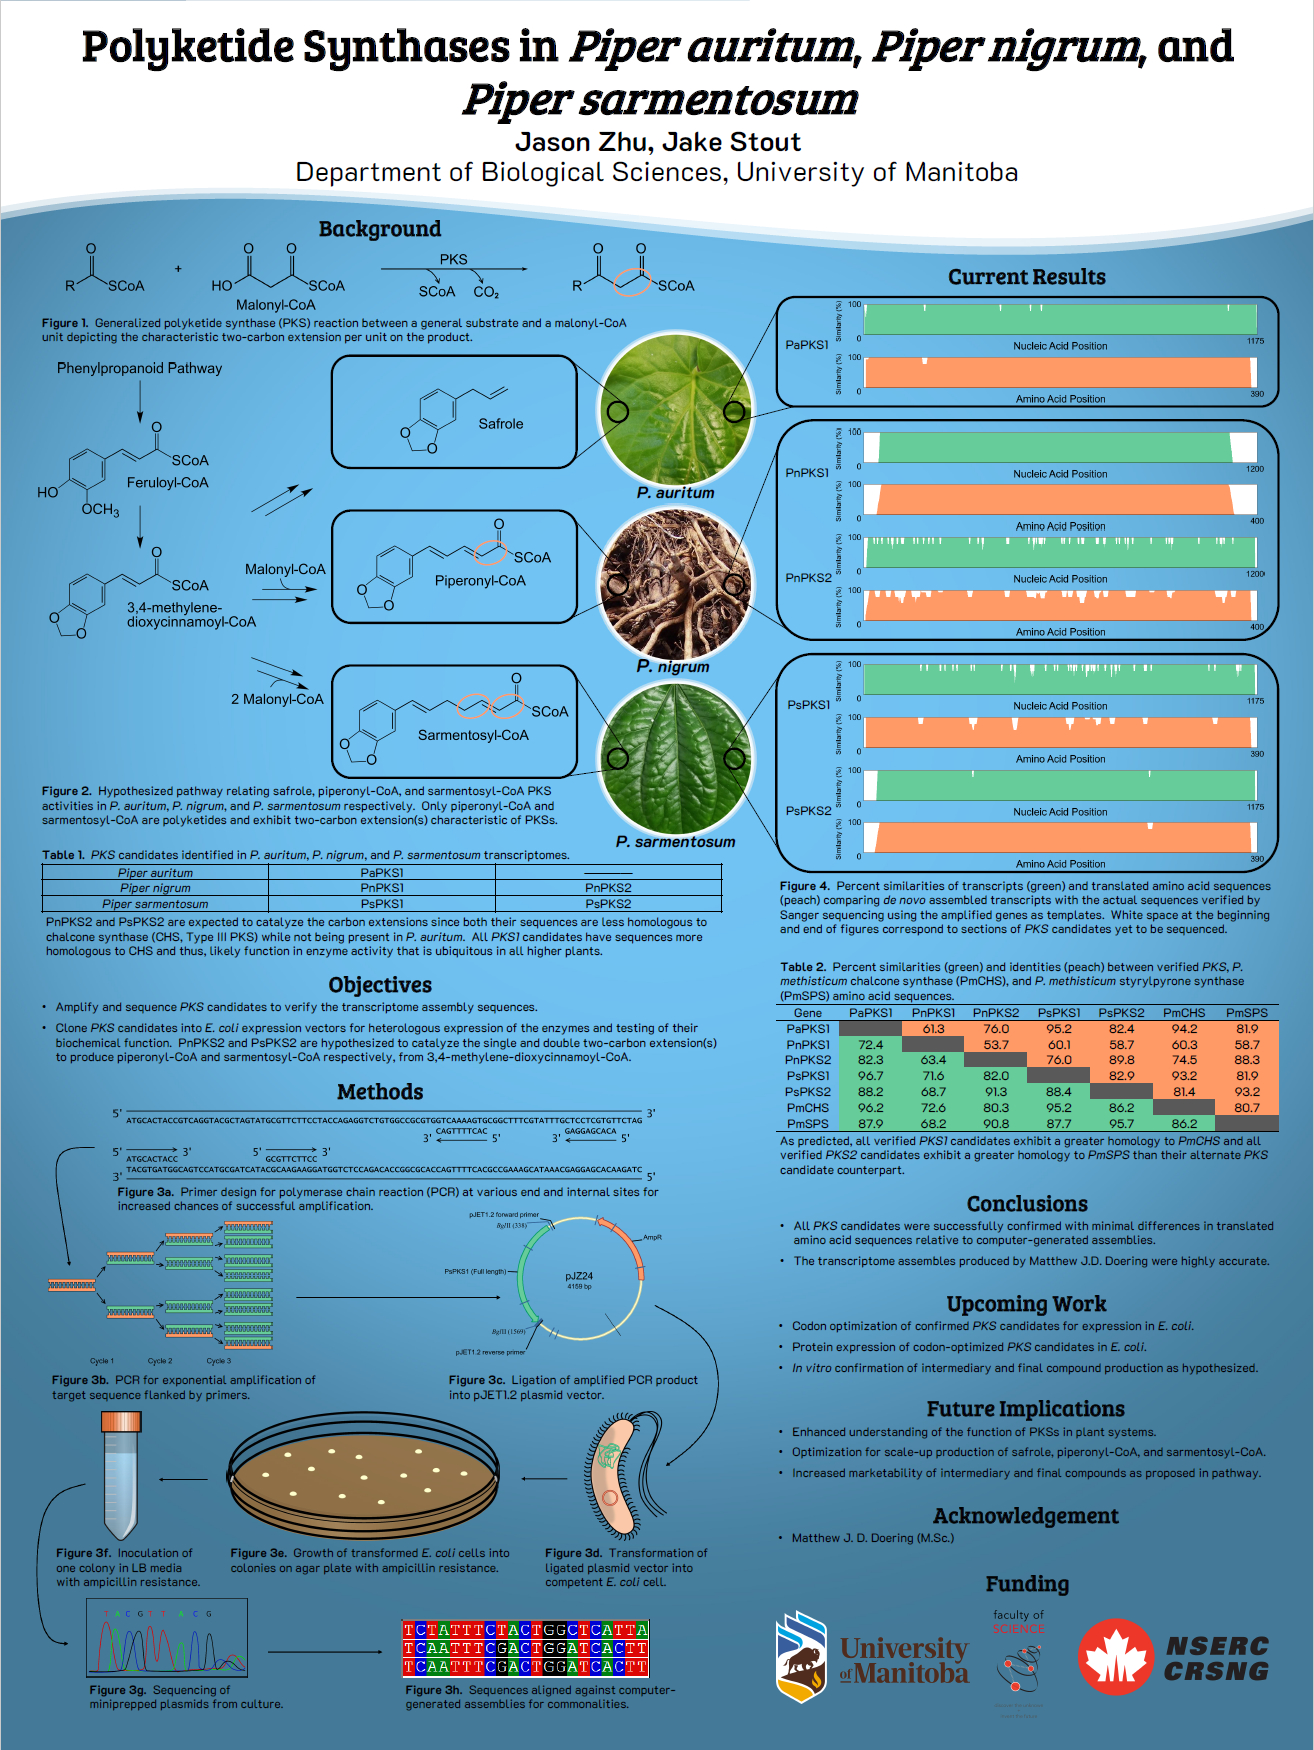 Polyketide Synthases in Piper auritum, Piper nigrum, and
Piper sarmentosum
Jason Zhu, Jake Stout
Department of Biological Sciences, University of Manitoba
Background
O
R
SCoA
+
O
O
HO
SCoA
Malonyl-CoA
PKS
SCoA
CO₂
O
O
R
SCoA
Figure 1. Generalized polyketide synthase (PKS) reaction between a general substrate and a malonyl-CoA
unit depicting the characteristic two-carbon extension per unit on the product.
Phenylpropanoid Pathway
O
SCoA
Feruloyl-CoA
HO
OCH₃
O
SCoA
3,4-methylene-
dioxycinnamoyl-CoA
O
O
Malonyl-CoA
2 Malonyl-CoA
Safrole
O
O
O
SCoA
Piperonyl-CoA
O
O
O
SCoA
Sarmentosyl-CoA
O
O
P. auritum
P. nigrum
P. sarmentosum
Figure 2. Hypothesized pathway relating safrole, piperonyl-CoA, and sarmentosyl-CoA PKS
activities in P. auritum, P. nigrum, and P. sarmentosum respectively. Only piperonyl-CoA and
sarmentosyl-CoA are polyketides and exhibit two-carbon extension(s) characteristic of PKSs.
Table 1. PKS candidates identified in P. auritum, P. nigrum, and P. sarmentosum transcriptomes.
Piper auritum PaPKS1 ———
Piper nigrum PnPKS1 PnPKS2
Piper sarmentosum PsPKS1 PsPKS2
PnPKS2 and PsPKS2 are expected to catalyze the carbon extensions since both their sequences are less homologous to
chalcone synthase (CHS, Type III PKS) while not being present in P. auritum. All PKS1 candidates have sequences more
homologous to CHS and thus, likely function in enzyme activity that is ubiquitous in all higher plants.
Objectives
• Amplify and sequence PKS candidates to verify the transcriptome assembly sequences.
• Clone PKS candidates into E. coli expression vectors for heterologous expression of the enzymes and testing of their
biochemical function. PnPKS2 and PsPKS2 are hypothesized to catalyze the single and double two-carbon extension(s)
to produce piperonyl-CoA and sarmentosyl-CoA respectively, from 3,4-methylene-dioxycinnamoyl-CoA.
Methods
5' 3'
ATGCACTACCGTCAGGTACGCTAGTATGCGTTCTTCCTACCAGAGGTCTGTGGCCGCGTGGTCAAAAGTGCGGCTTTCGTATTTGCTCCTCGTGTTCTAG
CAGTTTTCAC GAGGAGCACA
3' 5' 3' 5'
5' 3' 5' 3'
ATGCACTACC GCGTTCTTCC
TACGTGATGGCAGTCCATGCGATCATACGCAAGAAGGATGGTCTCCAGACACCGGCGCACCAGTTTTCACGCCGAAAGCATAAACGAGGAGCACAAGATC
3' 5'
Figure 3a. Primer design for polymerase chain reaction (PCR) at various end and internal sites for
increased chances of successful amplification.
Cycle 1 Cycle 2 Cycle 3
Figure 3b. PCR for exponential amplification of
target sequence flanked by primers.
pJET1.2 forward primer
BglII (338)
AmpR
PsPKS1 (Full length)
pJZ24
4159 bp
BglII (1569)
pJET1.2 reverse primer
Figure 3c. Ligation of amplified PCR product
into pJET1.2 plasmid vector.
Figure 3f. Inoculation of
one colony in LB media
with ampicillin resistance.
Figure 3e. Growth of transformed E. coli cells into
colonies on agar plate with ampicillin resistance.
Figure 3d. Transformation of
ligated plasmid vector into
competent E. coli cell.
T A C G T T A C G
Figure 3g. Sequencing of
miniprepped plasmids from culture.
TCTATTTCTACTGGCTCATTA
TCAATTTCGACTGGATCACTT
TCAATTTCGACTGGATCACTT
Figure 3h. Sequences aligned against computer-
generated assemblies for commonalities.
Current Results
PaPKS1
Similarity (%)
100
0
Nucleic Acid Position
1175
Similarity (%)
100
0
Amino Acid Position
390
PnPKS1
Similarity (%)
100
0
Nucleic Acid Position
1200
Similarity (%)
100
0
Amino Acid Position
400
PnPKS2
Similarity (%)
100
0
Nucleic Acid Position
1200
Similarity (%)
100
0
Amino Acid Position
400
PsPKS1
Similarity (%)
100
0
Nucleic Acid Position
1175
Similarity (%)
100
0
Amino Acid Position
390
PsPKS2
Similarity (%)
100
0
Nucleic Acid Position
1175
Similarity (%)
100
0
Amino Acid Position
390
Figure 4. Percent similarities of transcripts (green) and translated amino acid sequences
(peach) comparing de novo assembled transcripts with the actual sequences verified by
Sanger sequencing using the amplified genes as templates. White space at the beginning
and end of figures correspond to sections of PKS candidates yet to be sequenced.
Table 2. Percent similarities (green) and identities (peach) between verified PKS, P.
methisticum chalcone synthase (PmCHS), and P. methisticum styrylpyrone synthase
(PmSPS) amino acid sequences.
Gene PaPKS1 PnPKS1 PnPKS2 PsPKS1 PsPKS2 PmCHS PmSPS
PaPKS1 61.3 76.0 95.2 82.4 94.2 81.9
PnPKS1 72.4 53.7 60.1 58.7 60.3 58.7
PnPKS2 82.3 63.4 76.0 89.8 74.5 88.3
PsPKS1 96.7 71.6 82.0 82.9 93.2 81.9
PsPKS2 88.2 68.7 91.3 88.4 81.4 93.2
PmCHS 96.2 72.6 80.3 95.2 86.2 80.7
PmSPS 87.9 68.2 90.8 87.7 95.7 86.2
As predicted, all verified PKS1 candidates exhibit a greater homology to PmCHS and all
verified PKS2 candidates exhibit a greater homology to PmSPS than their alternate PKS
candidate counterpart.
Conclusions
• All PKS candidates were successfully confirmed with minimal differences in translated
amino acid sequences relative to computer-generated assemblies.
• The transcriptome assembles produced by Matthew J.D. Doering were highly accurate.
Upcoming Work
• Codon optimization of confirmed PKS candidates for expression in E. coli.
• Protein expression of codon-optimized PKS candidates in E. coli.
• In vitro confirmation of intermediary and final compound production as hypothesized.
Future Implications
• Enhanced understanding of the function of PKSs in plant systems.
• Optimization for scale-up production of safrole, piperonyl-CoA, and sarmentosyl-CoA.
• Increased marketability of intermediary and final compounds as proposed in pathway.
Acknowledgement
• Matthew J. D. Doering (M.Sc.)
Funding
University
of Manitoba
faculty of
SCIENCE
NSERC
CRSNG